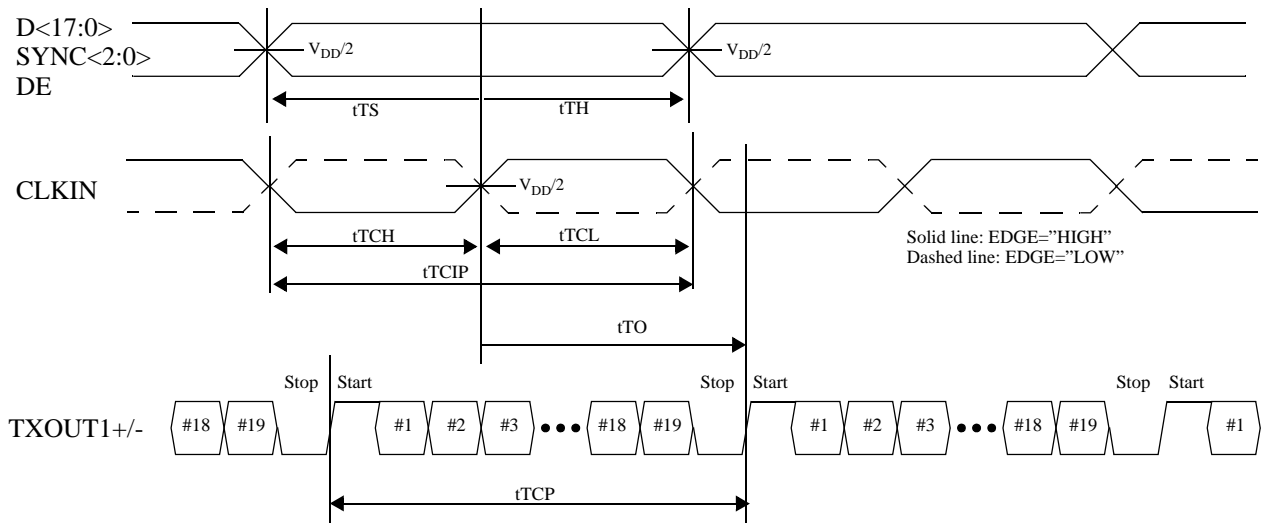 D<17:0>
SYNC<2:0>
DE
VDD/2
VDD/2
tTS
tTH
CLKIN
VDD/2
tTCH
tTCL
Solid line: EDGE=”HIGH”
Dashed line: EDGE=”LOW”
tTCIP
tTO
Stop
Start
Stop
Start
Stop
Start
TXOUT1+/-
#18
#19
#1
#2
#3
#18
#19
#1
#2
#3
#18
#19
#1
tTCP